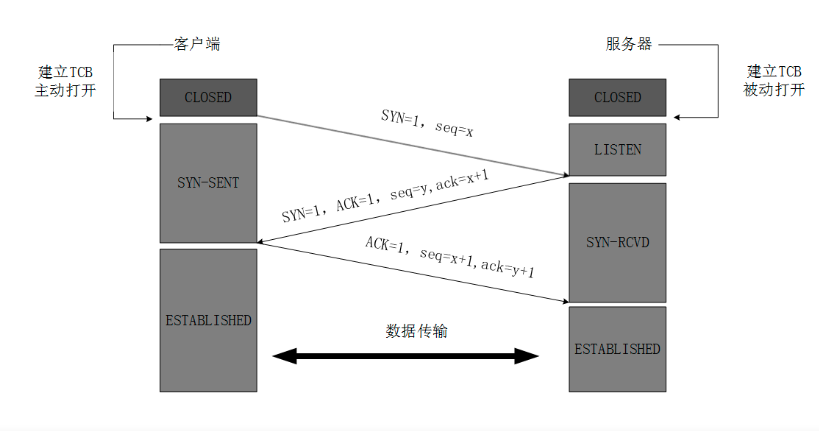 客户端
服务器
建立TCB
主动打开
建立TCB
被动打开
CLOSED
CLOSED
SYN=1, seq=x
LISTEN
SYN-SENT
SYN=1, ACK=1, seq=y,ack=x+1
SYN-RCVD
ACK=1, seq=x+1,ack=y+1
ESTABLISHED
数据传输
ESTABLISHED